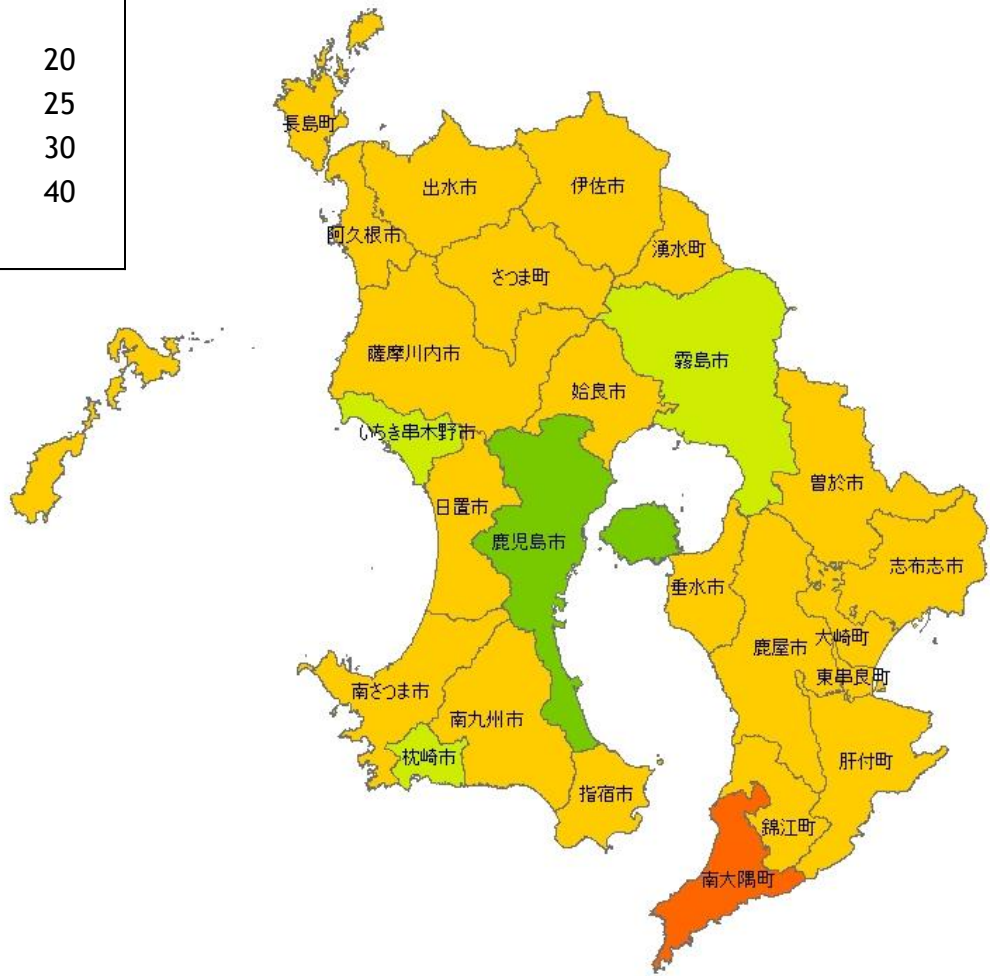 20
25
30
40
長島町
出水市
伊佐市
阿久根市
湧水町
さつま町
薩摩川内市
霧島市
姶良市
いちき串木野市
曽於市
日置市
鹿児島市
志布志市
垂水市
大崎町
鹿屋市
東串良町
南さつま市
南九州市
枕崎市
肝付町
指宿市
錦江町
南大隅町